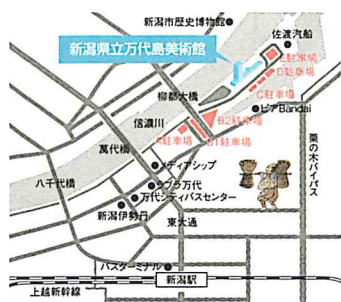 新潟市歴史博物館
佐渡汽船
新潟県立万代島美術館
E駐車場
D駐車場
柳都大橋
C駐車場
ピアBandai
信濃川
B2駐車場
A駐車場
B1駐車場
萬代橋
栗の木バイパス
メディアシップ
八千代橋
ラブラ万代
万代シティバスセンター
新潟伊勢丹
東大通
バスターミナル
新潟駅
上越新幹線